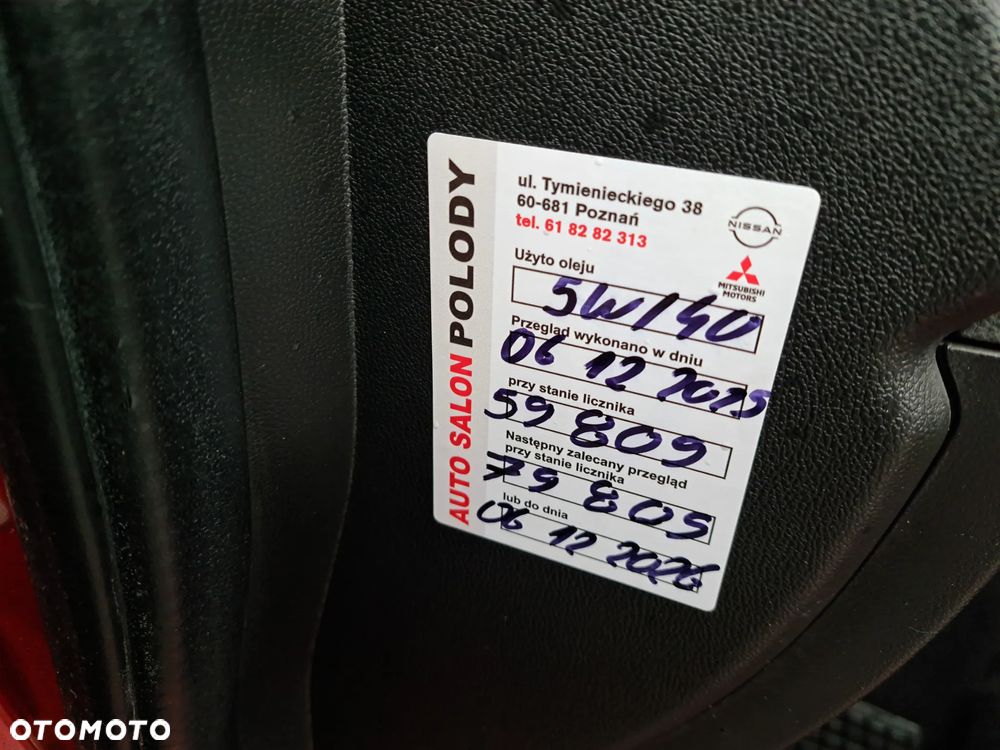 AUTO SALON POLODY
ul. Tymienieckiego 38
60-681 Poznań
tel. 61 82 82 313
NISSAN
MITSUBISHI
MOTORS
Użyto oleju
5W/40
Przegląd wykonano w dniu
06 12 2025
przy stanie licznika
59 809
Następny zalecany przegląd
przy stanie licznika
79 809
lub do dnia
06 12 2026
OTOMOTO